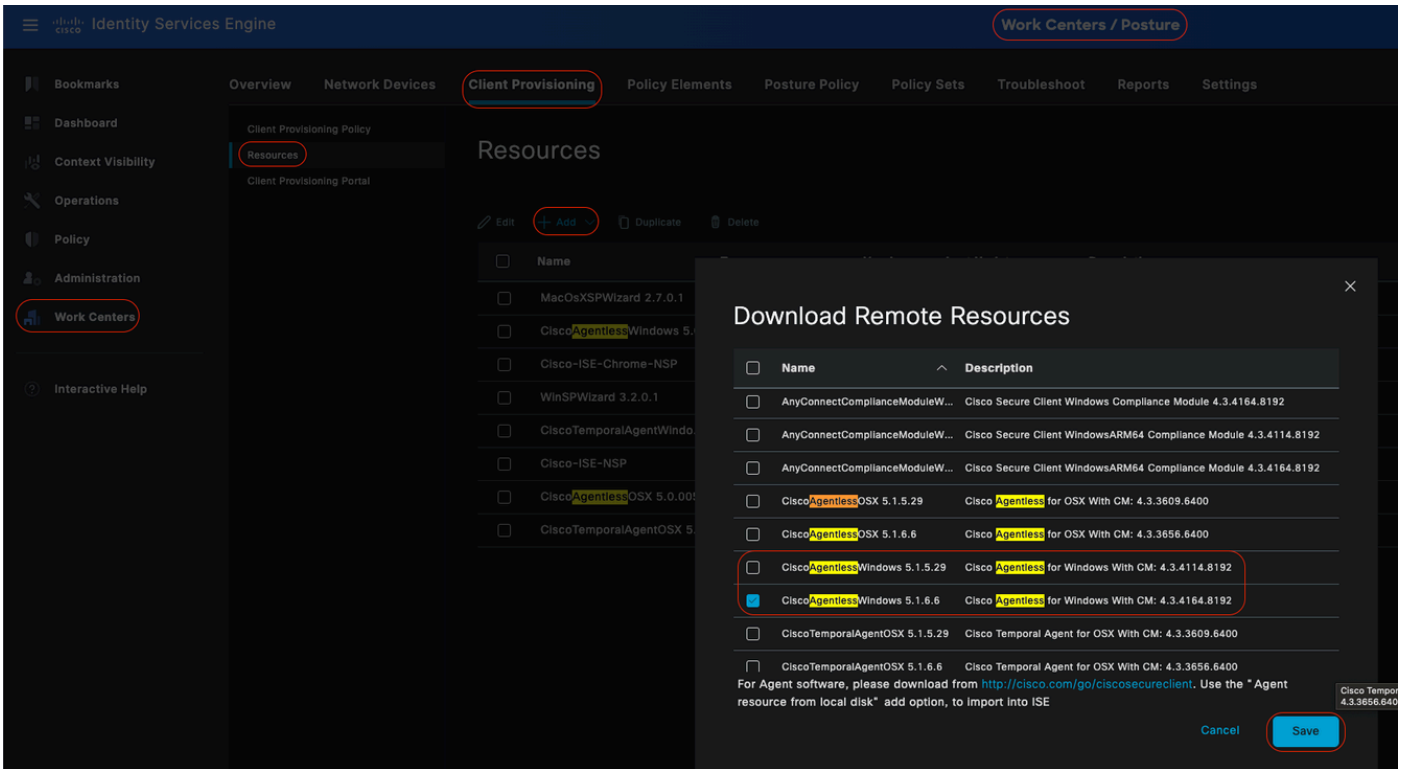 cisco Identity Services Engine
Work Centers / Posture
Bookmarks
Dashboard
Context Visibility
Operations
Policy
Administration
Work Centers
Interactive Help
Overview Network Devices Client Provisioning Policy Elements Posture Policy Policy Sets Troubleshoot Reports Settings
Client Provisioning Policy
Resources
Client Provisioning Portal
Resources
Edit + Add Duplicate Delete
Name
MacOsXSPWizard 2.7.0.1
CiscoAgentlessWindows 5.
Cisco-ISE-Chrome-NSP
WinSPWizard 3.2.0.1
CiscoTemporalAgentWindo.
Cisco-ISE-NSP
CiscoAgentlessOSX 5.0.00
CiscoTemporalAgentOSX 5.
Download Remote Resources
Name Description
AnyConnectComplianceModuleW... Cisco Secure Client Windows Compliance Module 4.3.4164.8192
AnyConnectComplianceModuleW... Cisco Secure Client WindowsARM64 Compliance Module 4.3.4114.8192
AnyConnectComplianceModuleW... Cisco Secure Client WindowsARM64 Compliance Module 4.3.4164.8192
CiscoAgentlessOSX 5.1.5.29 Cisco Agentless for OSX With CM: 4.3.3609.6400
CiscoAgentlessOSX 5.1.6.6 Cisco Agentless for OSX With CM: 4.3.3656.6400
CiscoAgentlessWindows 5.1.5.29 Cisco Agentless for Windows With CM: 4.3.4114.8192
CiscoAgentlessWindows 5.1.6.6 Cisco Agentless for Windows With CM: 4.3.4164.8192
CiscoTemporalAgentOSX 5.1.5.29 Cisco Temporal Agent for OSX With CM: 4.3.3609.6400
CiscoTemporalAgentOSX 5.1.6.6 Cisco Temporal Agent for OSX With CM: 4.3.3656.6400
For Agent software, please download from http://cisco.com/go/ciscosecureclient. Use the "Agent
resource from local disk" add option, to import into ISE
Cisco Tempor
4.3.3656.640
Cancel Save